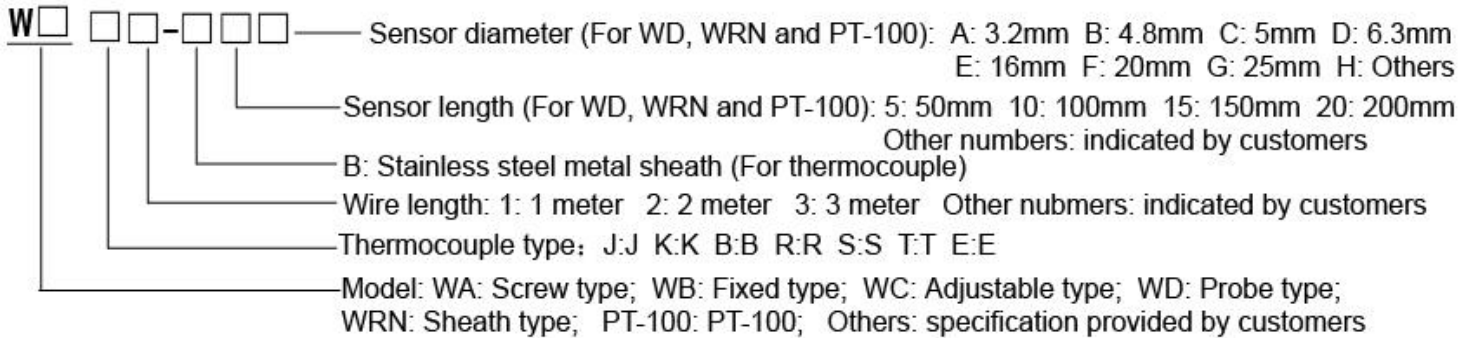 W□ □□-□□□ Sensor diameter (For WD, WRN and PT-100): A: 3.2mm B: 4.8mm C: 5mm D: 6.3mm
E: 16mm F: 20mm G: 25mm H: Others
Sensor length (For WD, WRN and PT-100): 5: 50mm 10: 100mm 15: 150mm 20: 200mm
Other numbers: indicated by customers
B: Stainless steel metal sheath (For thermocouple)
Wire length: 1: 1 meter 2: 2 meter 3: 3 meter Other nubmers: indicated by customers
Thermocouple type: J:J K:K B:B R:R S:S T:T E:E
Model: WA: Screw type; WB: Fixed type; WC: Adjustable type; WD: Probe type;
WRN: Sheath type; PT-100: PT-100; Others: specification provided by customers